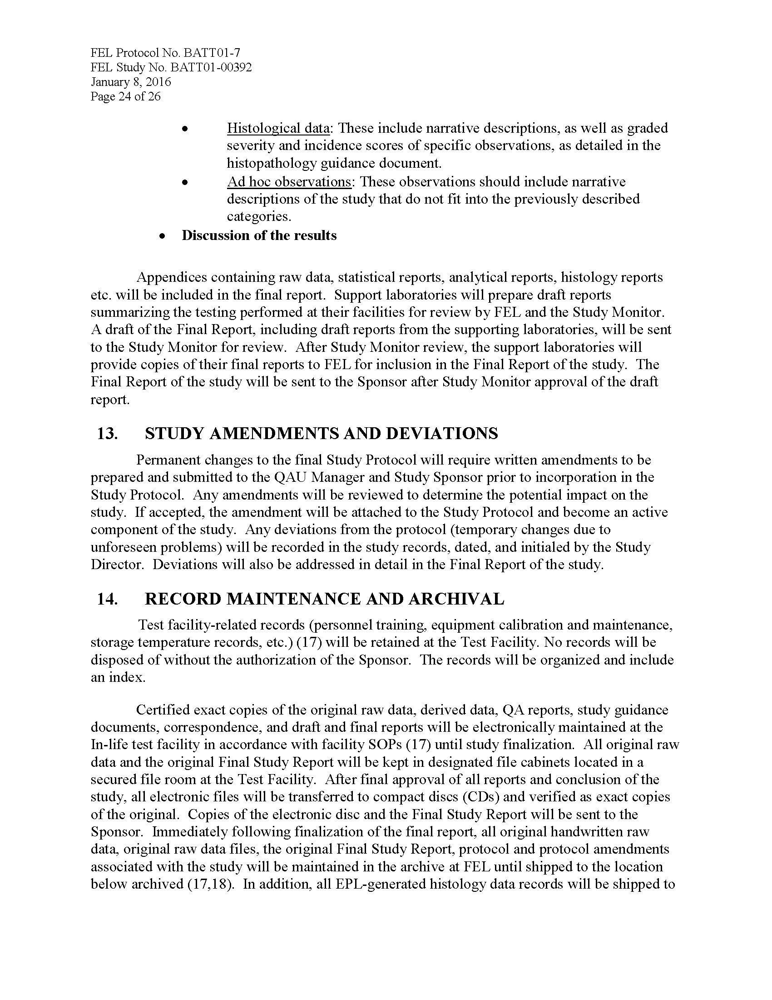 FEL Protocol No. BATT01-7
FEL Study No. BATT01-00392
January 8, 2016
Page 24 of 26
• Histological data: These include narrative descriptions, as well as graded
severity and incidence scores of specific observations, as detailed in the
histopathology guidance document.
• Ad hoc observations: These observations should include narrative
descriptions of the study that do not fit into the previously described
categories.
• Discussion of the results
Appendices containing raw data, statistical reports, analytical reports, histology reports
etc. will be included in the final report.  Support laboratories will prepare draft reports
summarizing the testing performed at their facilities for review by FEL and the Study Monitor.
A draft of the Final Report, including draft reports from the supporting laboratories, will be sent
to the Study Monitor for review.  After Study Monitor review, the support laboratories will
provide copies of their final reports to FEL for inclusion in the Final Report of the study.  The
Final Report of the study will be sent to the Sponsor after Study Monitor approval of the draft
report.
13. STUDY AMENDMENTS AND DEVIATIONS
Permanent changes to the final Study Protocol will require written amendments to be
prepared and submitted to the QAU Manager and Study Sponsor prior to incorporation in the
Study Protocol.  Any amendments will be reviewed to determine the potential impact on the
study.  If accepted, the amendment will be attached to the Study Protocol and become an active
component of the study.  Any deviations from the protocol (temporary changes due to
unforeseen problems) will be recorded in the study records, dated, and initialed by the Study
Director.  Deviations will also be addressed in detail in the Final Report of the study.
14. RECORD MAINTENANCE AND ARCHIVAL
Test facility-related records (personnel training, equipment calibration and maintenance,
storage temperature records, etc.) (17) will be retained at the Test Facility. No records will be
disposed of without the authorization of the Sponsor.  The records will be organized and include
an index.
Certified exact copies of the original raw data, derived data, QA reports, study guidance
documents, correspondence, and draft and final reports will be electronically maintained at the
In-life test facility in accordance with facility SOPs (17) until study finalization.  All original raw
data and the original Final Study Report will be kept in designated file cabinets located in a
secured file room at the Test Facility.  After final approval of all reports and conclusion of the
study, all electronic files will be transferred to compact discs (CDs) and verified as exact copies
of the original.  Copies of the electronic disc and the Final Study Report will be sent to the
Sponsor.  Immediately following finalization of the final report, all original handwritten raw
data, original raw data files, the original Final Study Report, protocol and protocol amendments
associated with the study will be maintained in the archive at FEL until shipped to the location
below archived (17,18).  In addition, all EPL-generated histology data records will be shipped to